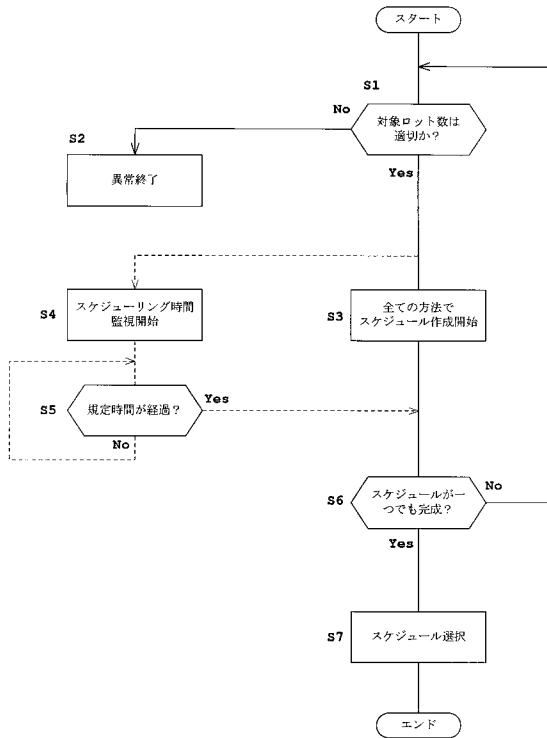 スタート
S1
No
対象ロット数は
適切か？
S2
Yes
異常終了
S4
スケジューリング時間
監視開始
S3
全ての方法で
スケジュール作成開始
S5
規定時間が経過？
Yes
No
S6
スケジュールが一
つでも完成？
No
Yes
S7
スケジュール選択
エンド